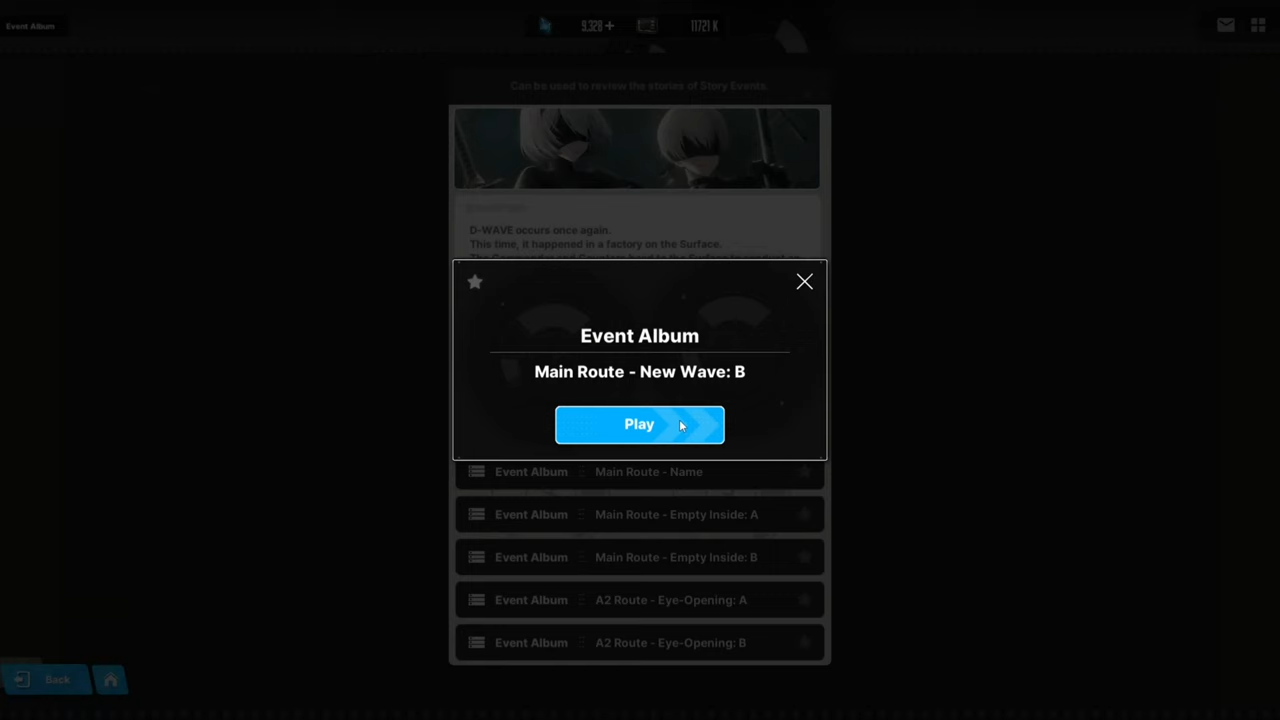 Event Album
9,328 +
11721 K
Can be used to review the stories of Story Events.
D-WAVE occurs once again.
This time, it happened in a factory on the Surface.
Event Album
Main Route - New Wave: B
Play
Event Album Main Route - Name
Event Album Main Route - Empty Inside: A
Event Album Main Route - Empty Inside: B
Event Album A2 Route - Eye-Opening: A
Event Album A2 Route - Eye-Opening: B
Back